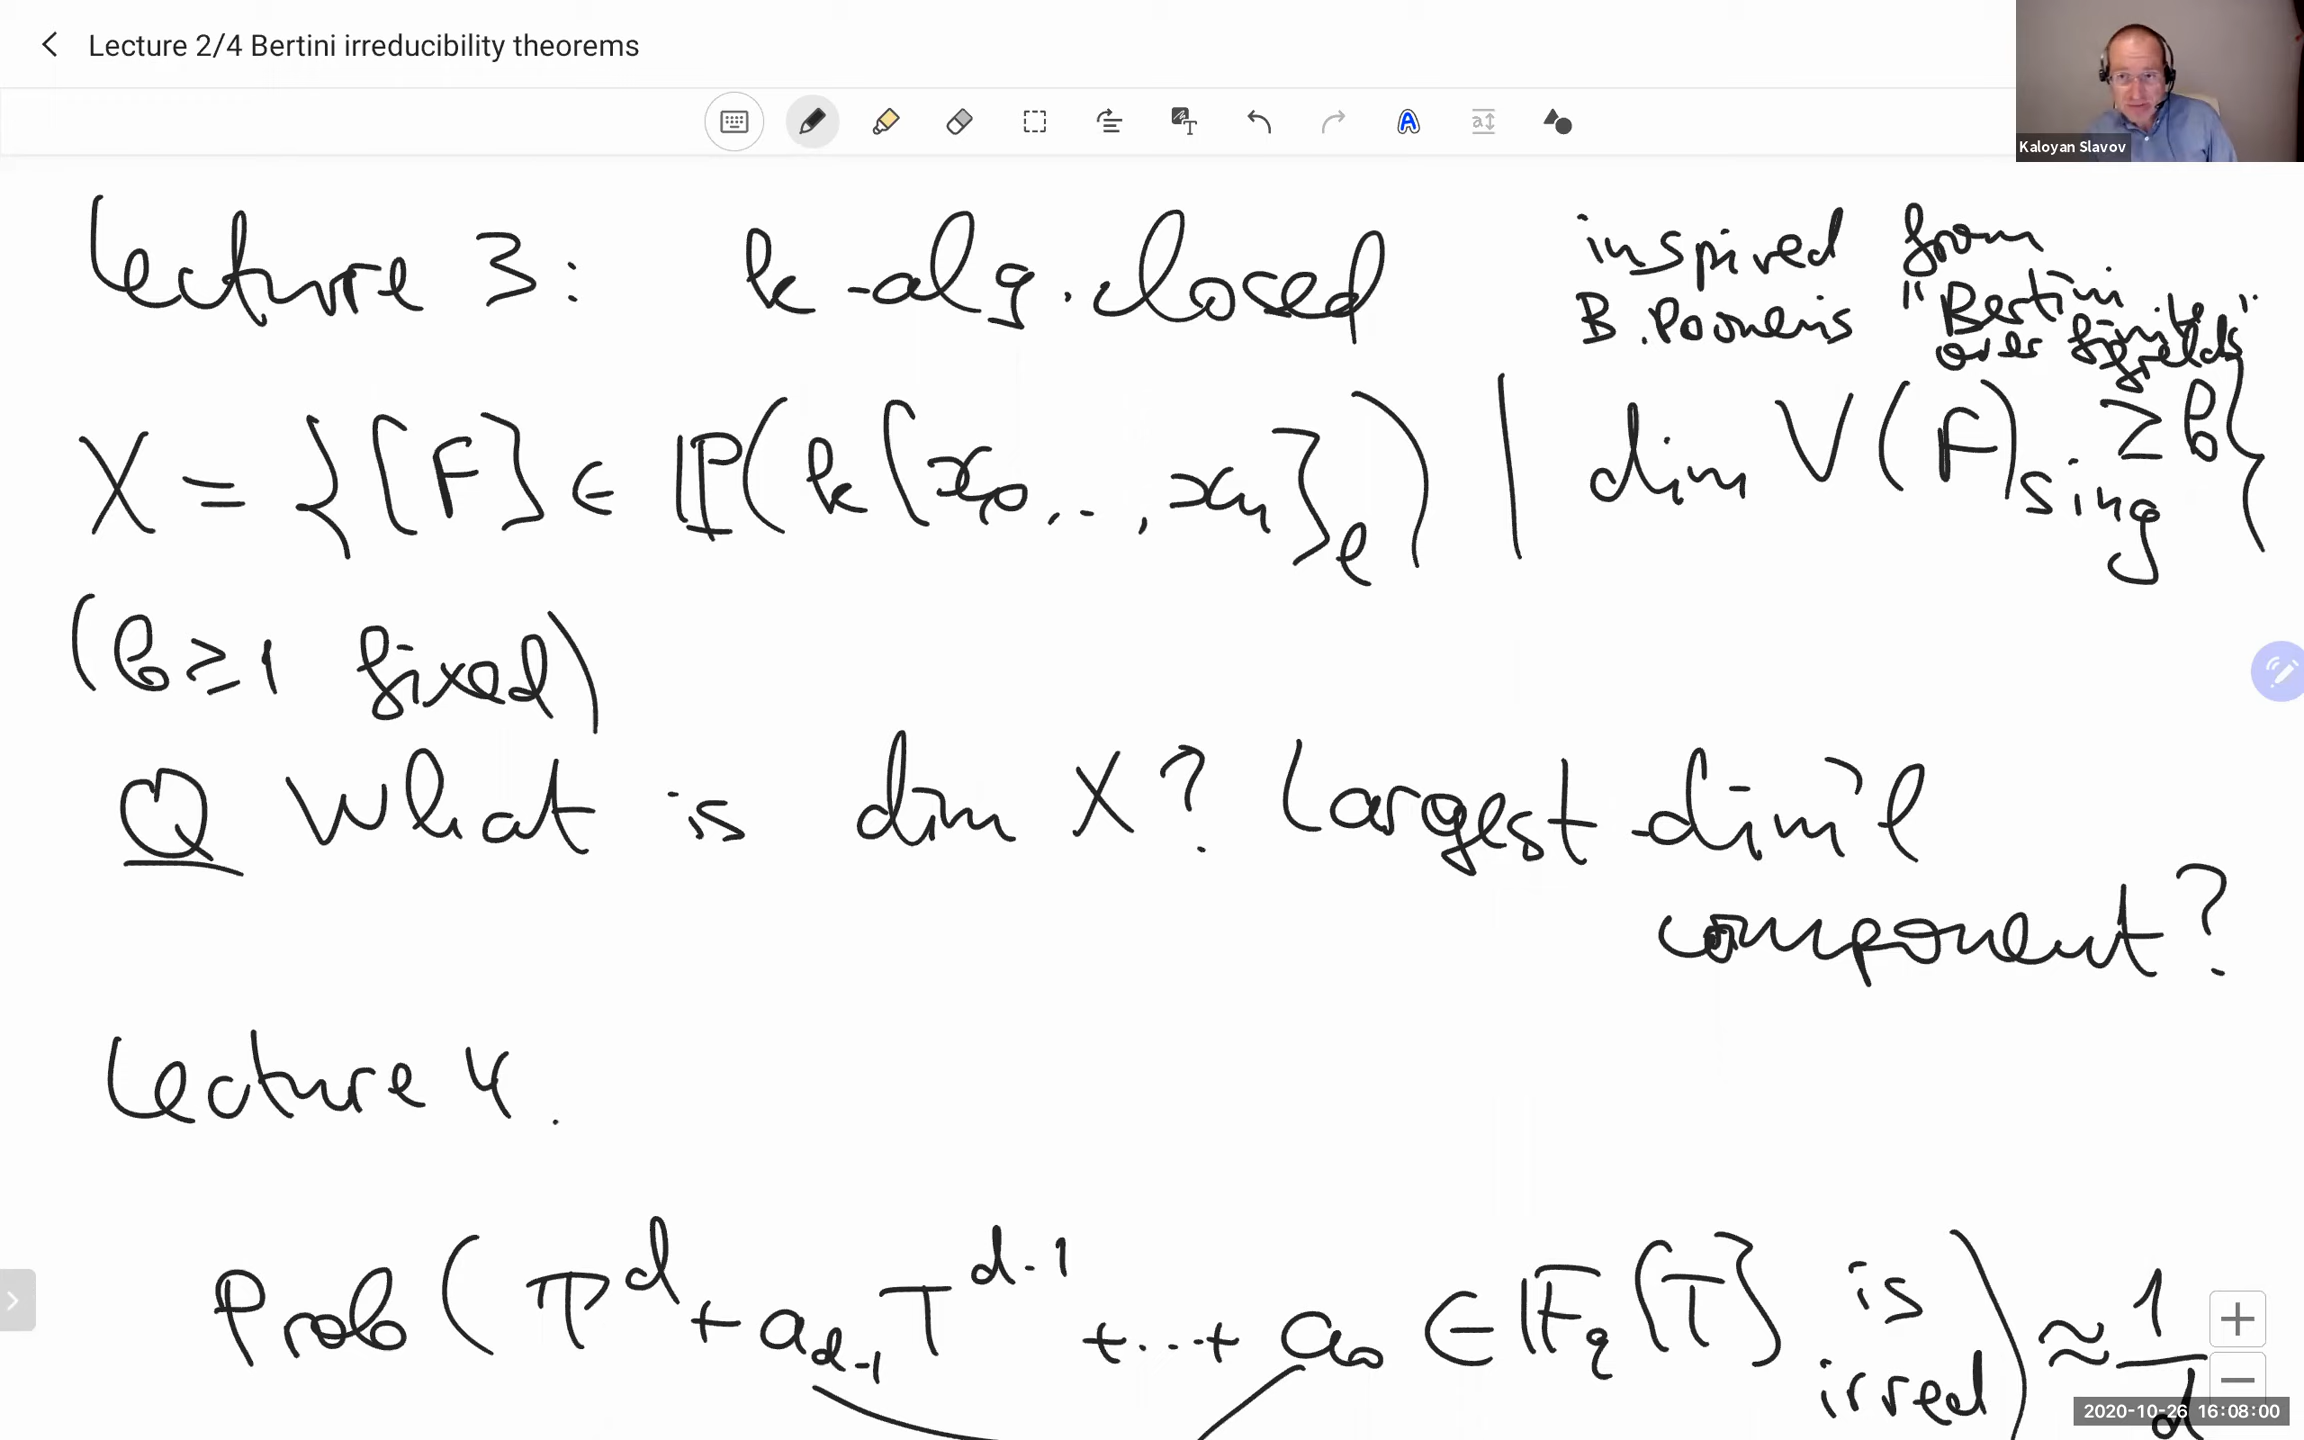 Lecture 2/4 Bertini irreducibility theorems
Kaloyan Slavov
Lecture 3: k-alg.closed
inspired from
B.Poonen's "Bertini
over finite fields"
X = {[F] ∈ ℙ(k[x₀,..,xₙ]ₗ) | dim V(F)sing ≥ b}
(b≥1 fixed)
Q What is dim X? Largest-dim'l
component?
Lecture 4.
Prob(T^d + a_{d-1}T^{d-1} +...+ a₀ ∈ 𝔽_q[T] is irred) ≈ 1/d
2020-10-26 16:08:00